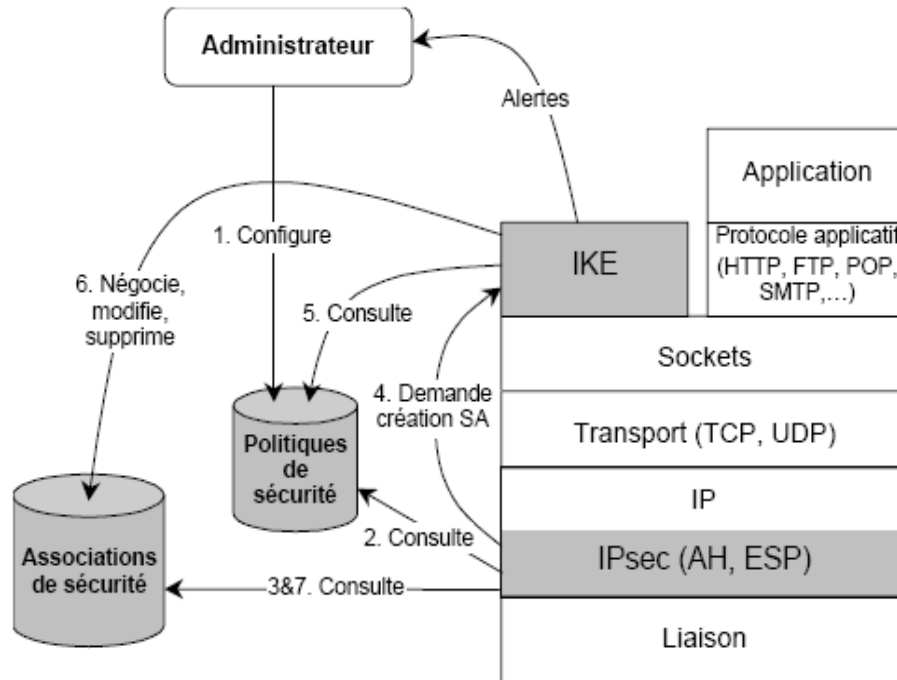 Administrateur
Alertes
Application
1. Configure
IKE
Protocole applicatif
(HTTP, FTP, POP,
SMTP,...)
6. Négocie,
modifie,
supprime
5. Consulte
Sockets
4. Demande
création SA
Transport (TCP, UDP)
Politiques
de
sécurité
IP
2. Consulte
IPsec (AH, ESP)
Associations
de sécurité
3&7. Consulte
Liaison